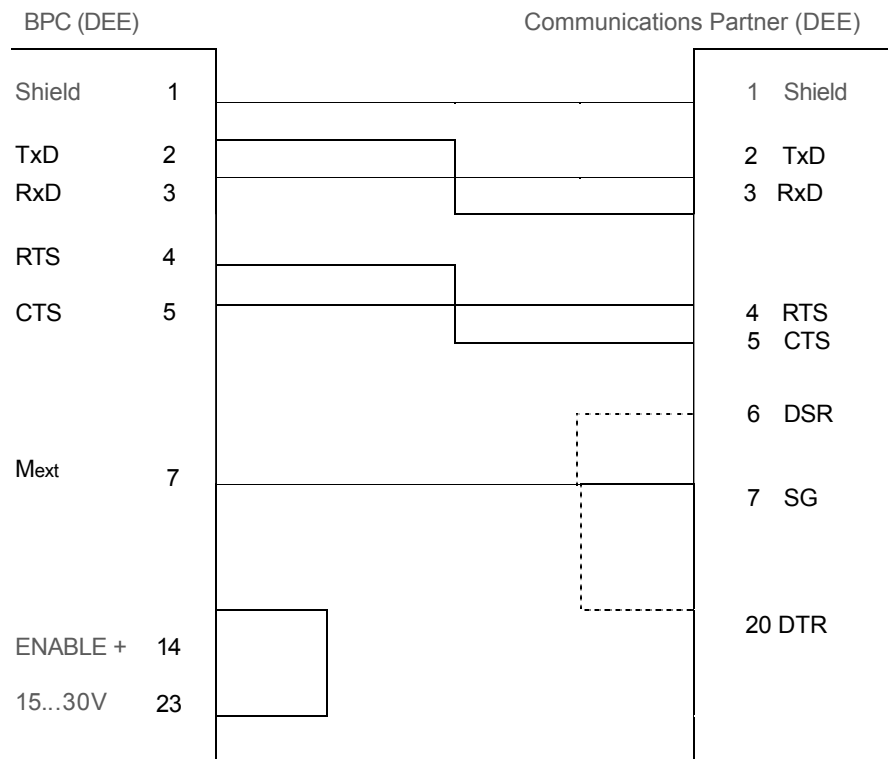 BPC (DEE) Communications Partner (DEE)
Shield 1 1 Shield
TxD 2 2 TxD
RxD 3 3 RxD
RTS 4
CTS 5 4 RTS
5 CTS
6 DSR
Mext 7 7 SG
20 DTR
ENABLE + 14
15...30V 23